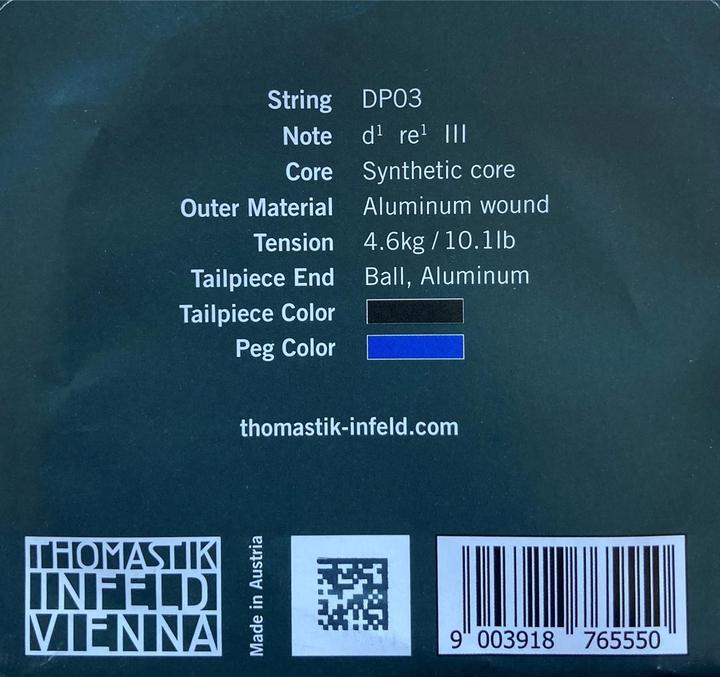 String DP03
Note d¹ re¹ III
Core Synthetic core
Outer Material Aluminum wound
Tension 4.6kg / 10.1lb
Tailpiece End Ball, Aluminum
Tailpiece Color
Peg Color
thomastik-infeld.com
THOMASTIK
INFELD
VIENNA
Made in Austria
9 003918 765550